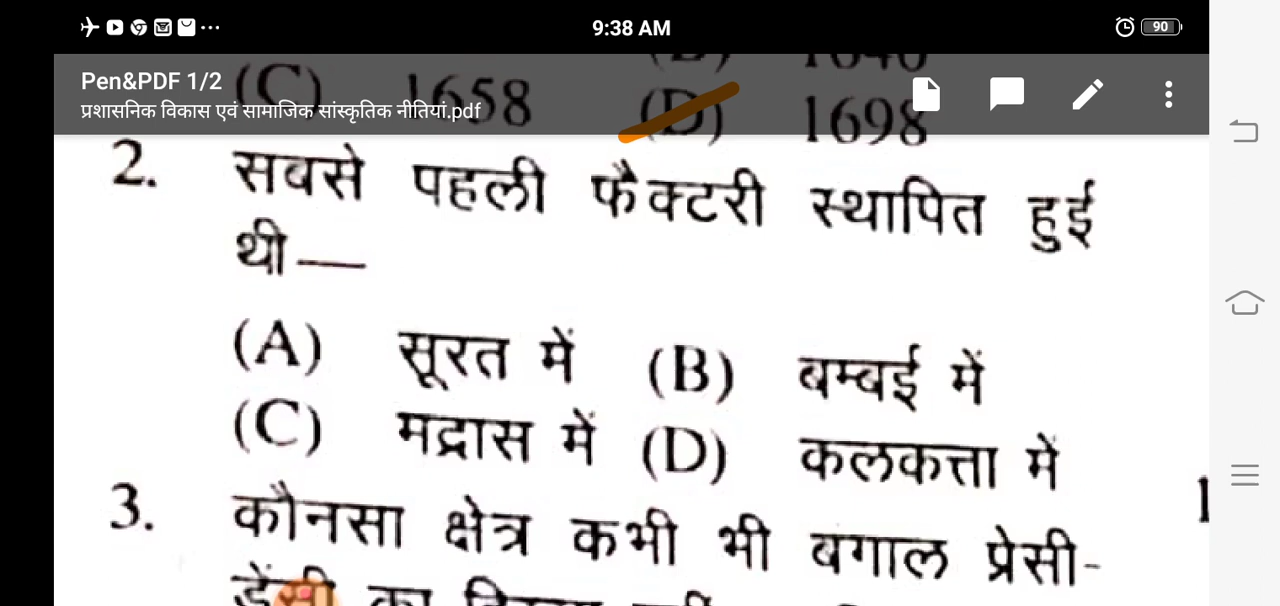 9:38 AM
90
Pen&PDF 1/2
प्रशासनिक विकास एवं सामाजिक सांस्कृतिक नीतियां.pdf
(C) 1658 (D) 1698
2. सबसे पहली फैक्टरी स्थापित हुई
थी—
(A) सूरत में (B) बम्बई में
(C) मद्रास में (D) कलकत्ता में
3. कौनसा क्षेत्र कभी भी बगाल प्रेसी-